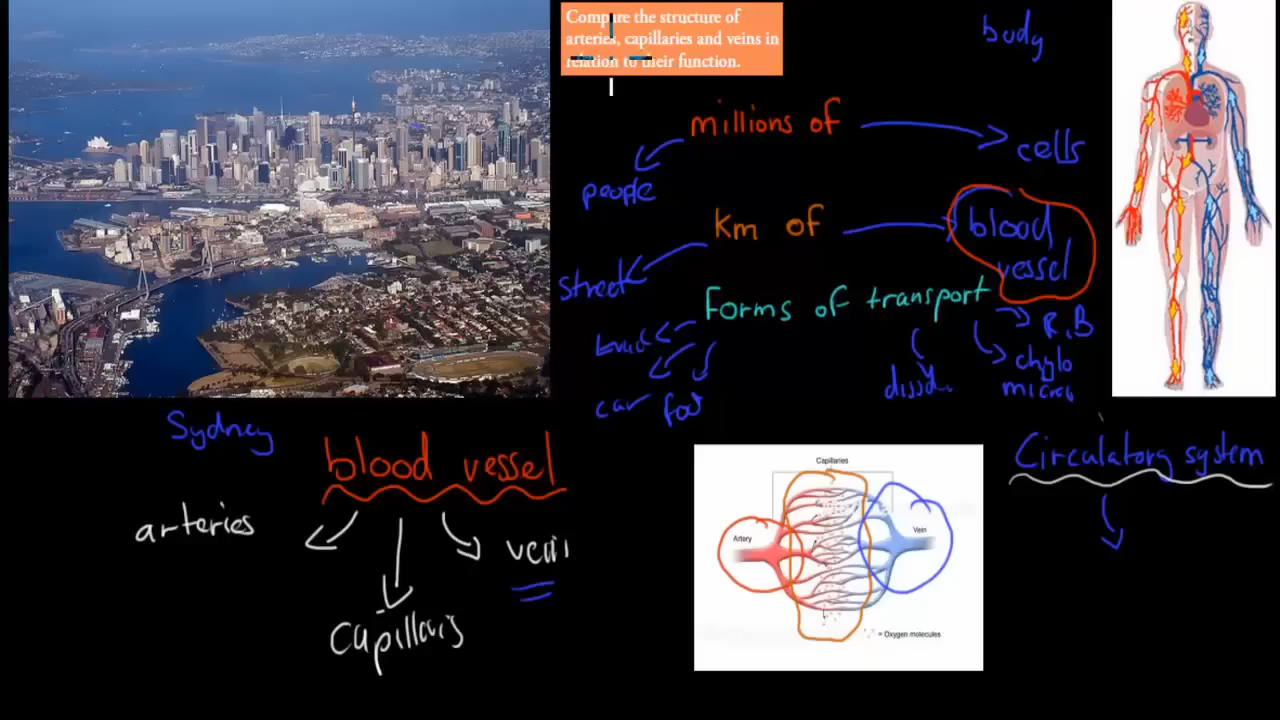 Compare the structure of
arteries, capillaries and veins in
relation to their function.
body
millions of
people
cells
km of
blood
vessel
street
Forms of transport
R.B
chylo
micro
car
Sydney
blood vessel
arteries
Capillaries
Artery
Vein
= Oxygen molecules
Circulatory system